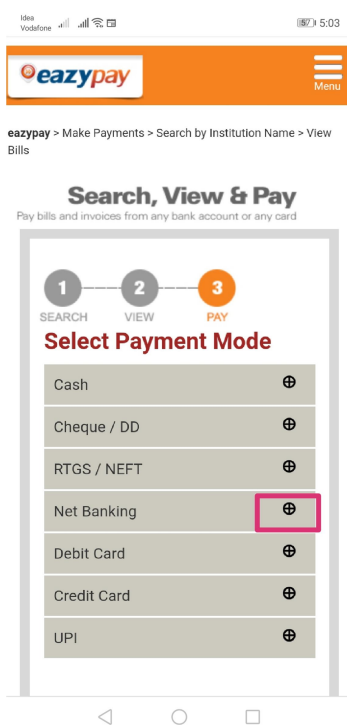 Idea
Vodafone
57 5:03
eazypay
Menu
eazypay > Make Payments > Search by Institution Name > View
Bills
Search, View & Pay
Pay bills and invoices from any bank account or any card
1 2 3
SEARCH VIEW PAY
Select Payment Mode
Cash
Cheque / DD
RTGS / NEFT
Net Banking
Debit Card
Credit Card
UPI